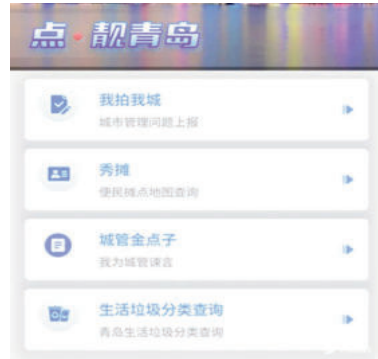 点·靓青岛
我拍我城
城市管理问题上报
秀摊
便民摊点地图查询
城管金点子
我为城管谏言
生活垃圾分类查询
青岛生活垃圾分类查询